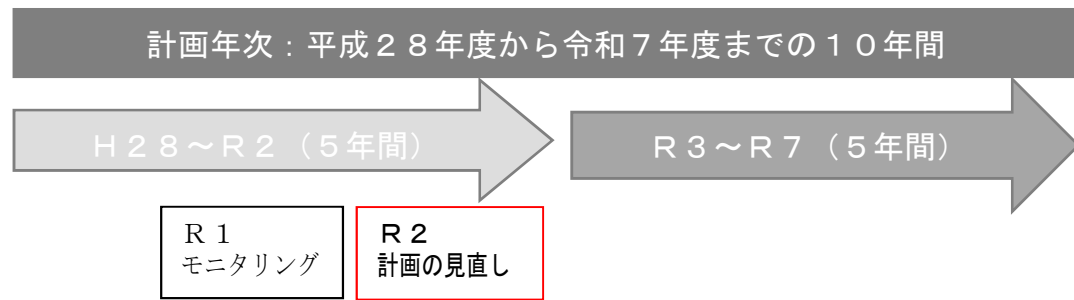 計画年次：平成２８年度から令和７年度までの１０年間
Ｈ２８～Ｒ２（５年間）
Ｒ３～Ｒ７（５年間）
Ｒ１
モニタリング
Ｒ２
計画の見直し